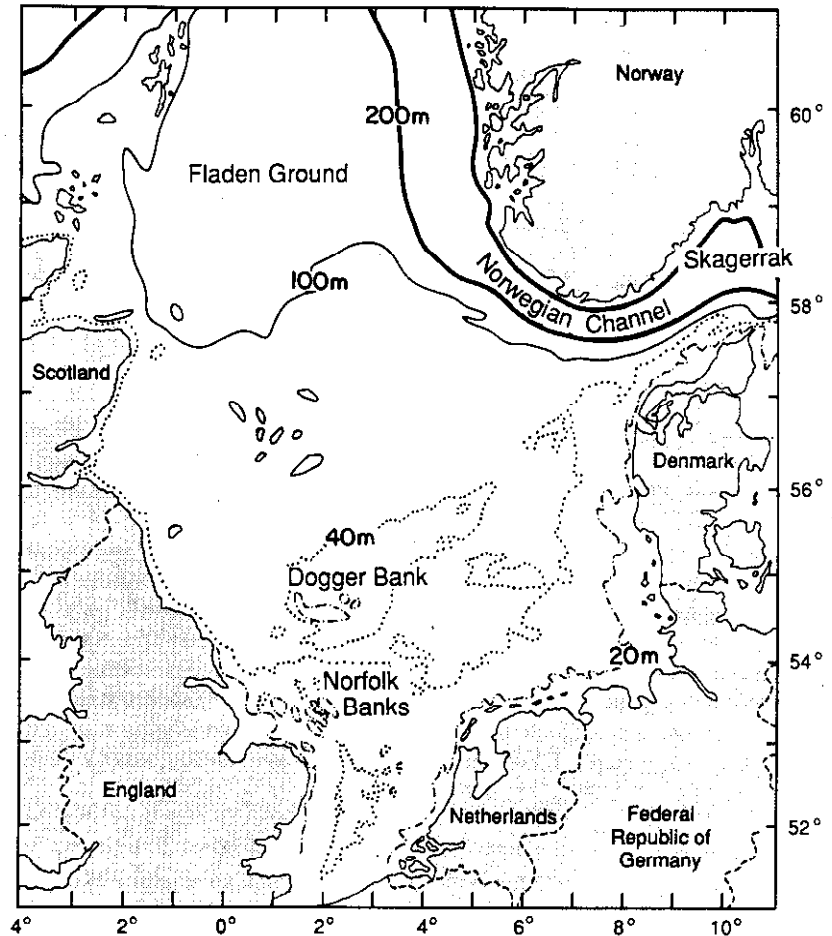 Norway
60°
200m
Fladen Ground
Skagerrak
100m
Norwegian Channel
58°
Scotland
Denmark
56°
40m
Dogger Bank
20m
54°
Norfolk
Banks
England
Netherlands
Federal
Republic of
Germany
52°
4° 2° 0° 2° 4° 6° 8° 10°